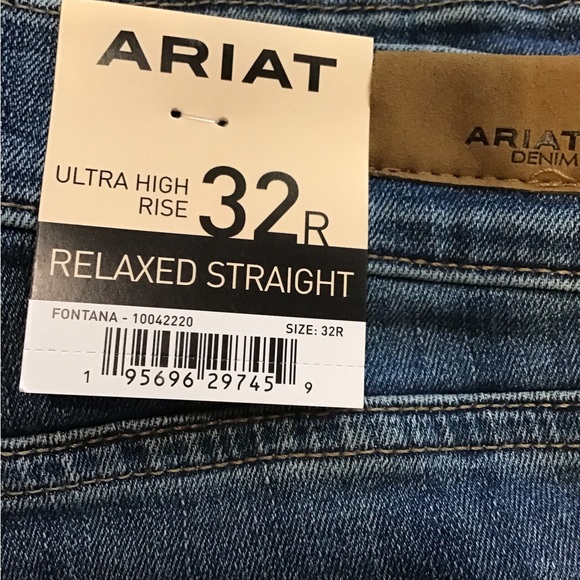 ARIAT
ULTRA HIGH
RISE
32R
RELAXED STRAIGHT
FONTANA - 10042220
SIZE: 32R
1 95696 29745 9
ARIAT
DENIM